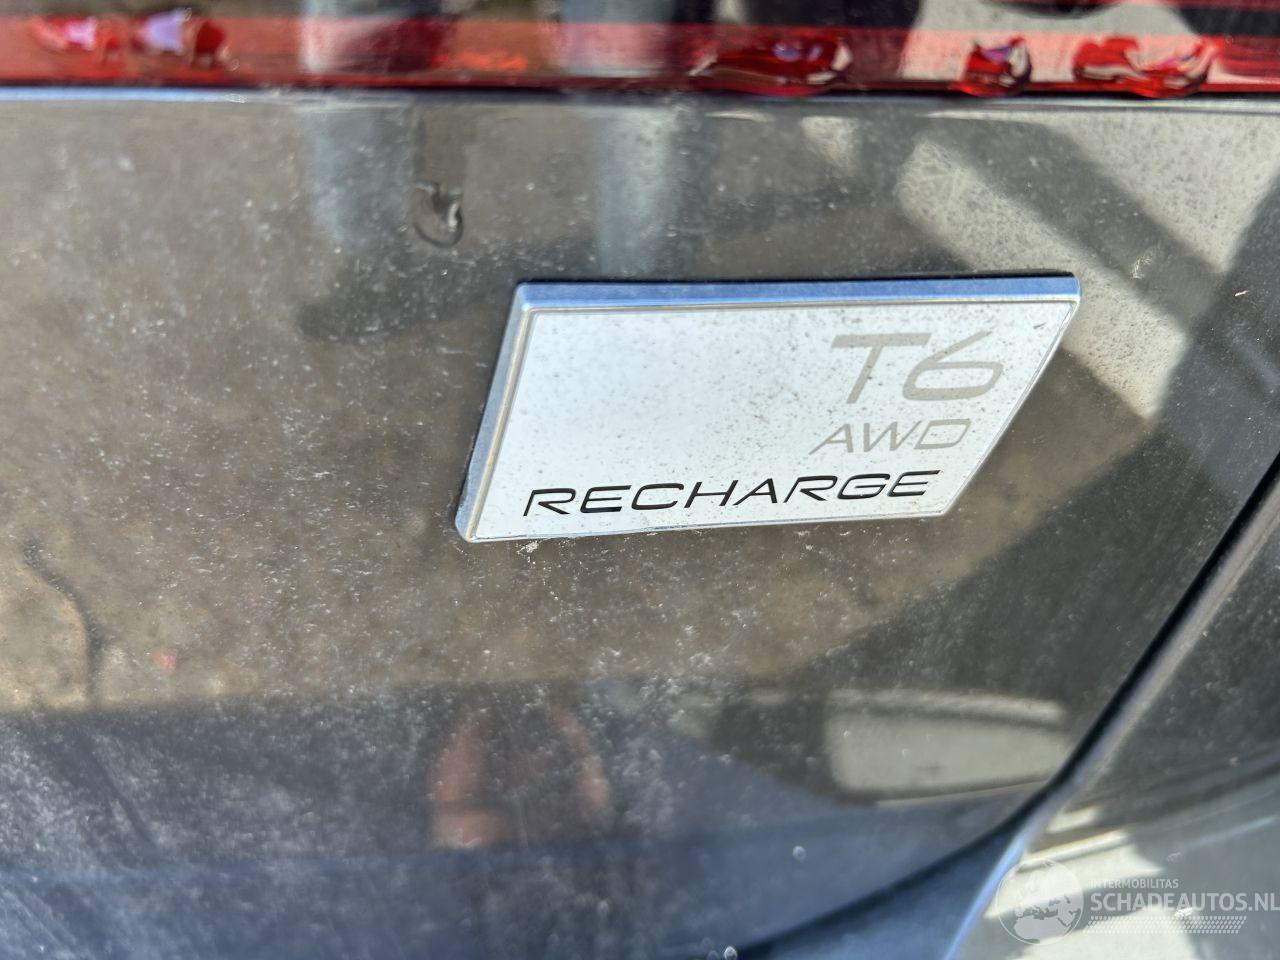 T6
AWD
RECHARGE
INTERMOBILITAS
SCHADEAUTOS.NL